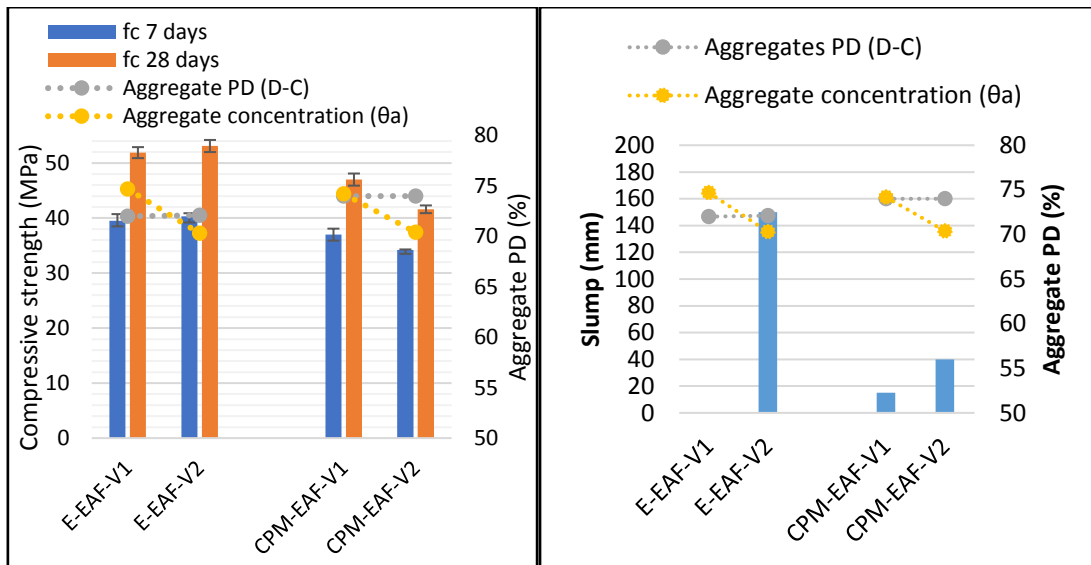 fc 7 days
fc 28 days
Aggregate PD (D-C)
Aggregate concentration (θa)
Compressive strength (MPa)
50
40
30
20
10
0
80
75
70
65
60
55
50
Aggregate PD (%)
E-EAF-V1
E-EAF-V2
CPM-EAF-V1
CPM-EAF-V2
Aggregates PD (D-C)
Aggregate concentration (θa)
Slump (mm)
200
180
160
140
120
100
80
60
40
20
0
80
75
70
65
60
55
50
Aggregate PD (%)
E-EAF-V1
E-EAF-V2
CPM-EAF-V1
CPM-EAF-V2